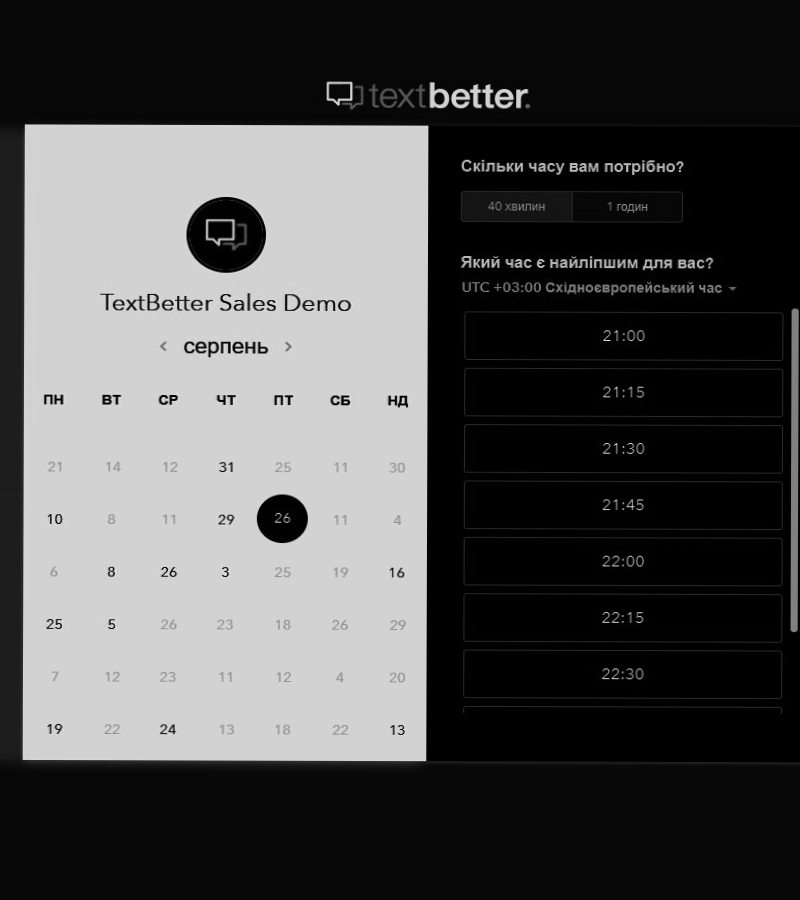 textbetter.
TextBetter Sales Demo
серпень
ПН ВТ СР ЧТ ПТ СБ НД
21 14 12 31 25 11 30
10 8 11 29 26 11 4
6 8 26 3 25 19 16
25 5 26 23 18 26 29
7 12 23 11 12 4 20
19 22 24 13 18 22 13
Скільки часу вам потрібно?
40 хвилин 1 годин
Який час є найліпшим для вас?
UTC +03:00 Східноєвропейський час
21:00
21:15
21:30
21:45
22:00
22:15
22:30